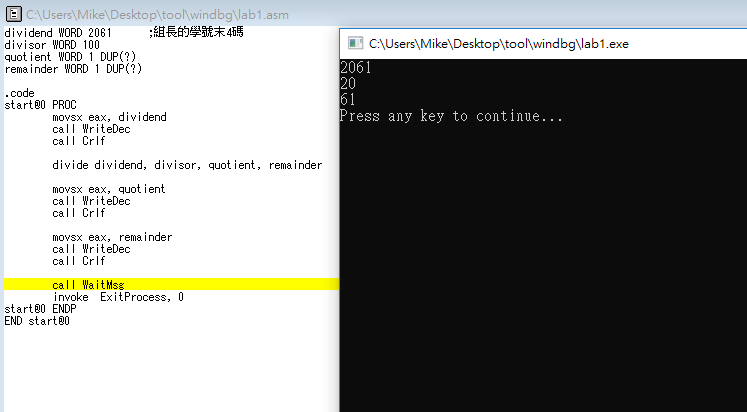 C:\Users\Mike\Desktop\tool\windbg\lab1.asm
dividend WORD 2061 ;組長的學號末4碼
divisor WORD 100
quotient WORD 1 DUP(?)
remainder WORD 1 DUP(?)
.code
start@0 PROC
movsx eax, dividend
call WriteDec
call Crlf
divide dividend, divisor, quotient, remainder
movsx eax, quotient
call WriteDec
call Crlf
movsx eax, remainder
call WriteDec
call Crlf
call WaitMsg
invoke ExitProcess, 0
start@0 ENDP
END start@0
C:\Users\Mike\Desktop\tool\windbg\lab1.exe
2061
20
61
Press any key to continue...